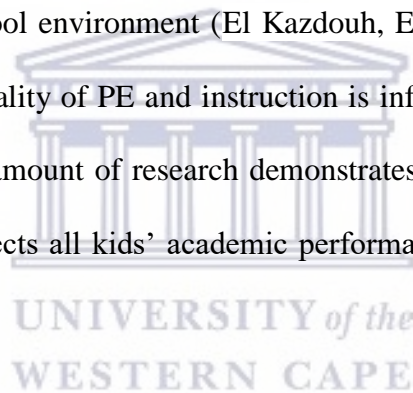 ool environment (El Kazdouh, E
ality of PE and instruction is inf
amount of research demonstrates
ects all kids’ academic performa
UNIVERSITY of the
WESTERN CAPE